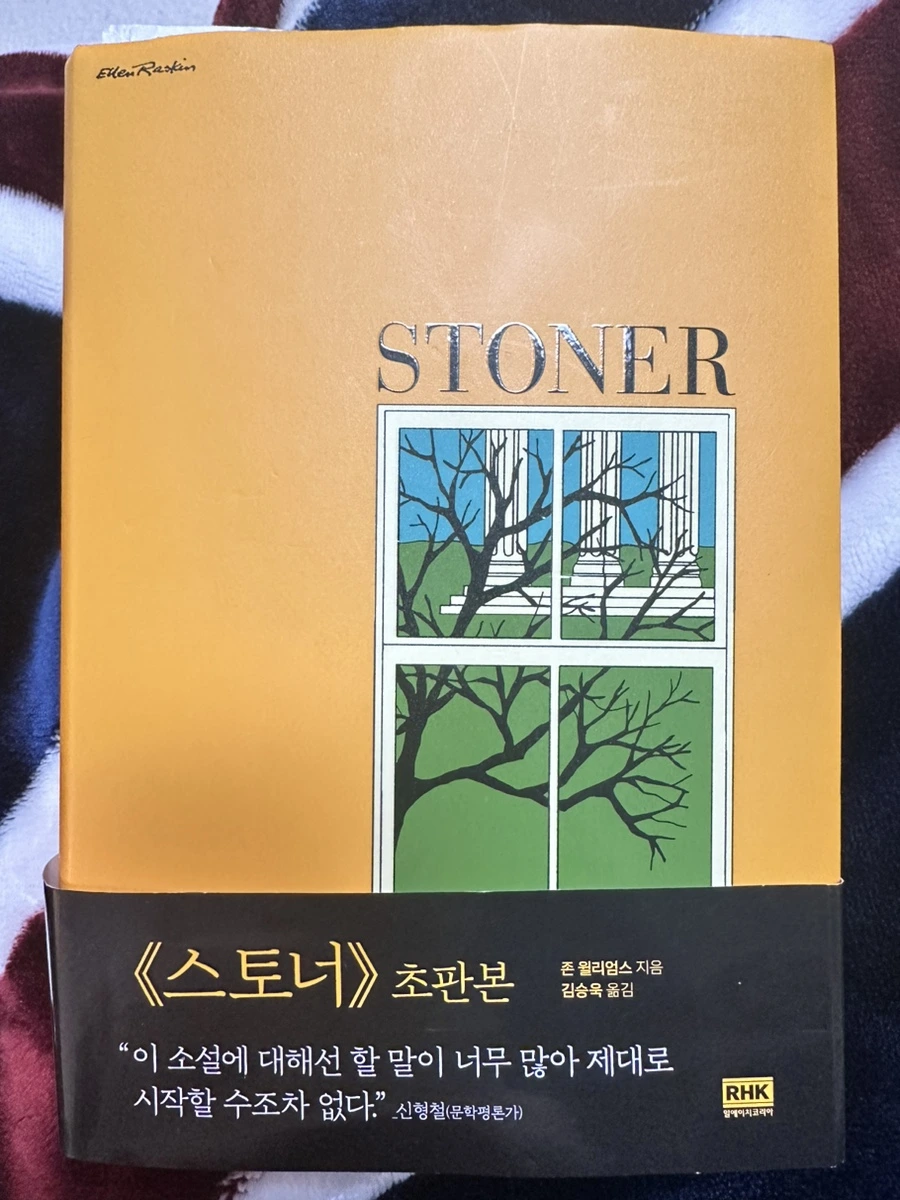 Ellen Raskin
STONER
《스토너》 초판본
존 윌리엄스 지음
김승욱 옮김
“이 소설에 대해선 할 말이 너무 많아 제대로
시작할 수조차 없다.” _신형철(문학평론가)
RHK
알에이치코리아